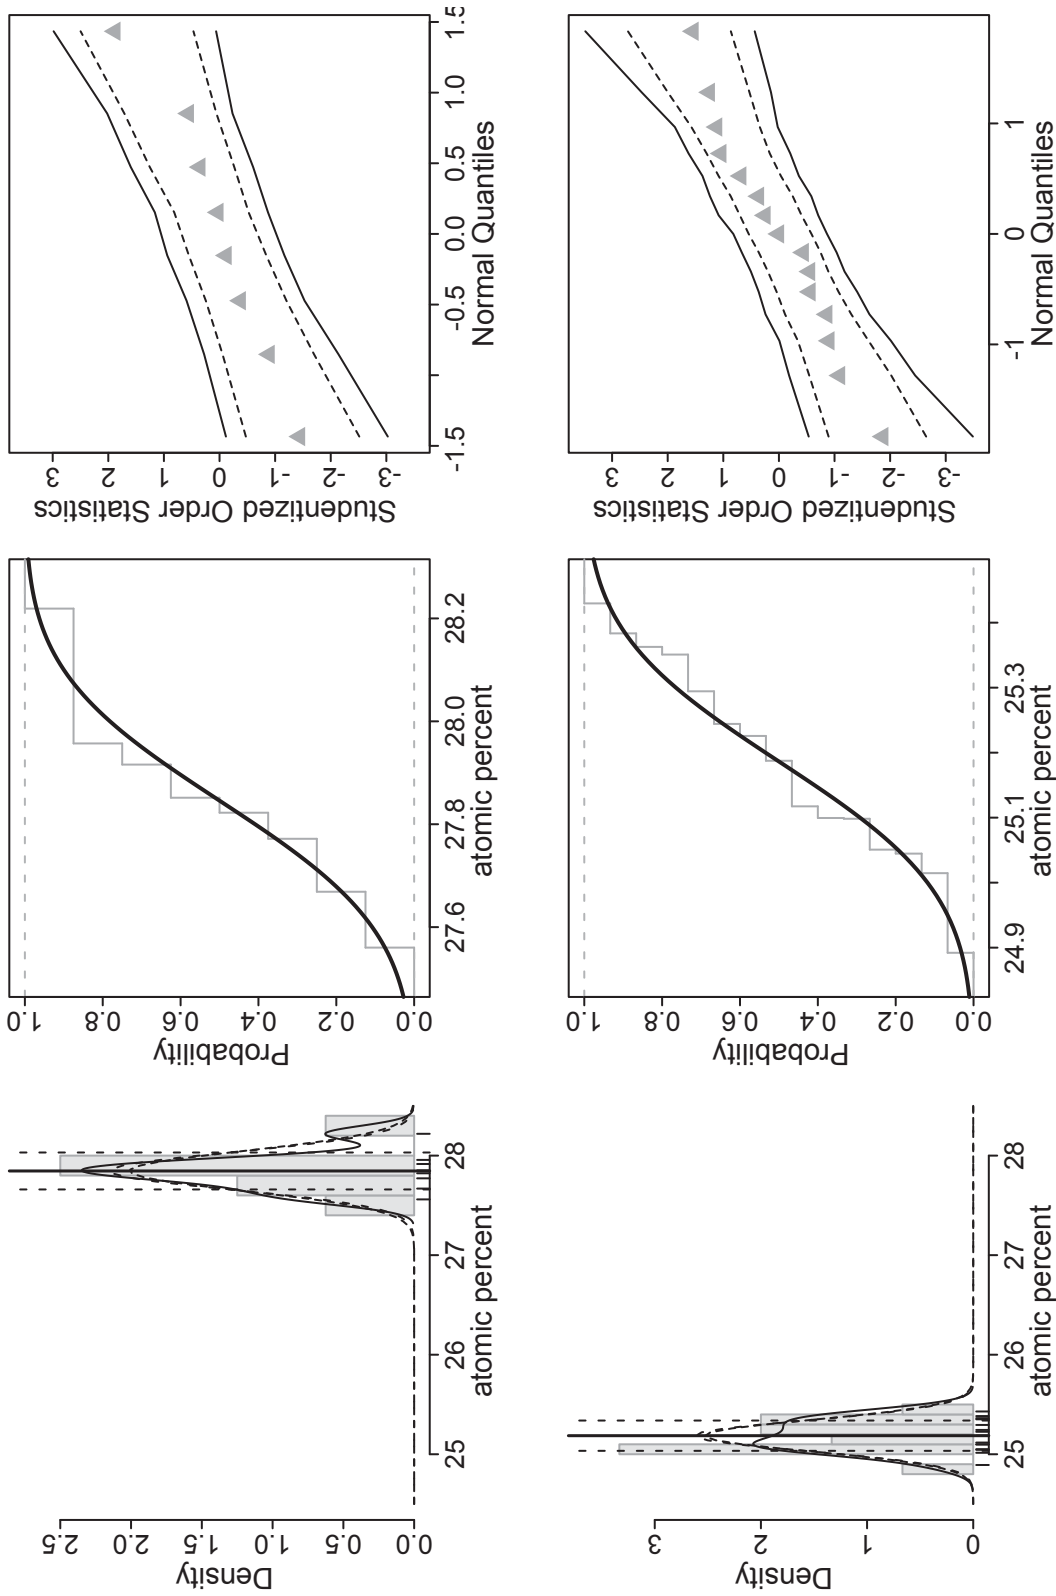 Density
0.0 0.5 1.0 1.5 2.0 2.5
25 26 27 28
atomic percent
Probability
0.0 0.2 0.4 0.6 0.8 1.0
27.6 27.8 28.0 28.2
atomic percent
Studentized Order Statistics
-3 -2 -1 0 1 2 3
-1.5 -0.5 0.0 0.5 1.0 1.5
Normal Quantiles
Density
0 1 2 3
25 26 27 28
atomic percent
Probability
0.0 0.2 0.4 0.6 0.8 1.0
24.9 25.1 25.3
atomic percent
Studentized Order Statistics
-3 -2 -1 0 1 2 3
-1 0 1
Normal Quantiles